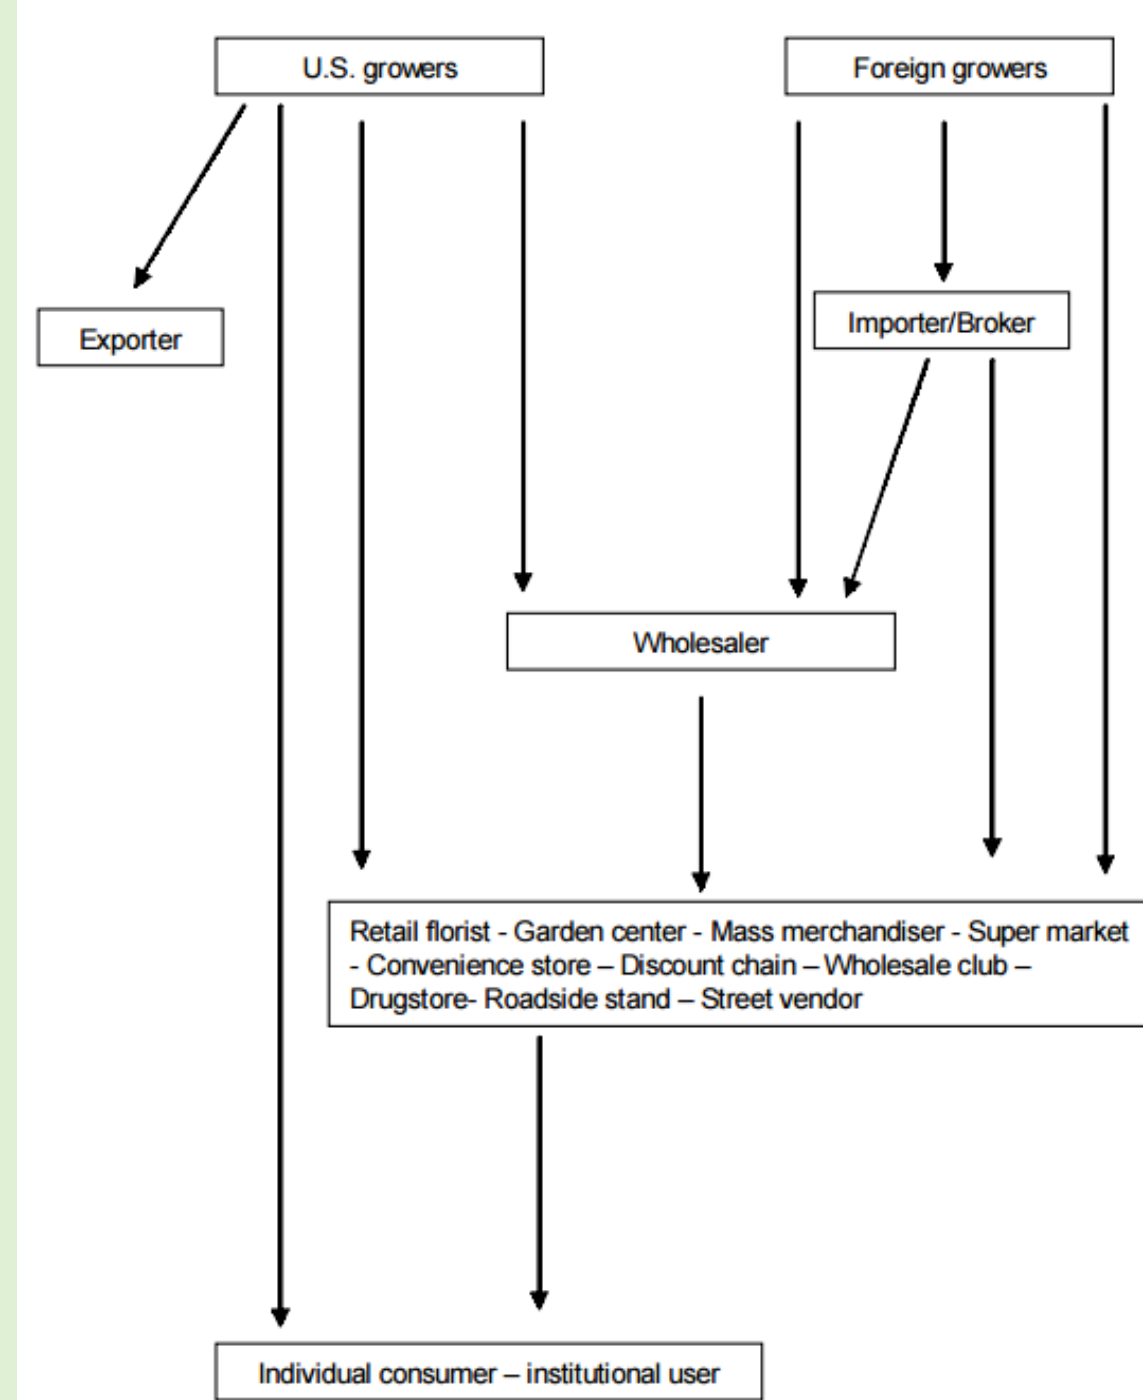 U.S. growers
Foreign growers
Exporter
Importer/Broker
Wholesaler
Retail florist - Garden center - Mass merchandiser - Super market
- Convenience store – Discount chain – Wholesale club –
Drugstore- Roadside stand – Street vendor
Individual consumer – institutional user